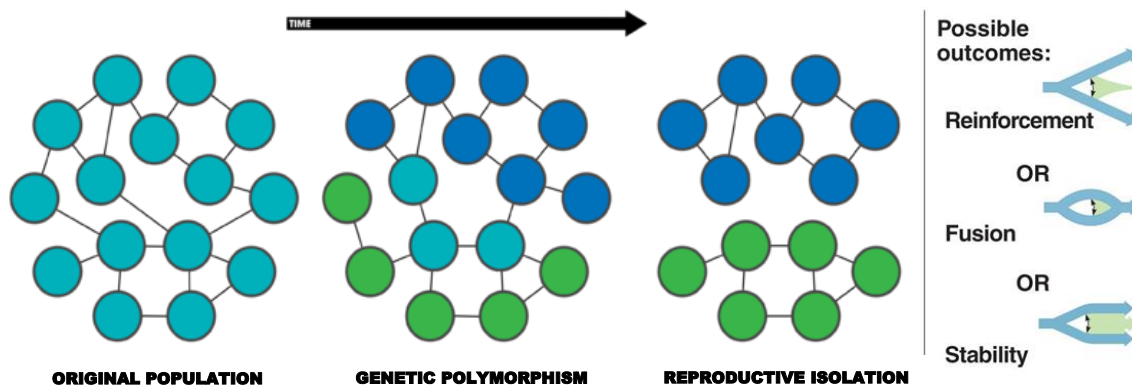 TIME
ORIGINAL POPULATION
GENETIC POLYMORPHISM
REPRODUCTIVE ISOLATION
Possible
outcomes:
Reinforcement
OR
Fusion
OR
Stability